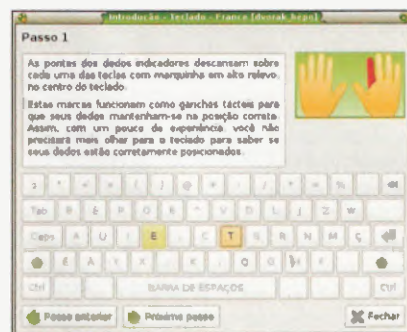 Introdução - Teclado - France [dvorak_bepo]
Passo 1
As pontas dos dedos indicadores descansam sobre
cada uma das teclas com marquinha em alto relevo,
no centro do teclado.
Estas marcas funcionam como ganchos tácteis para
que seus dedos mantenham-se na posição correta.
Assim, com um pouco de experiência, você não
precisará mais olhar para o teclado para saber se
seus dedos estão corretamente posicionados.
Tab B É P O È V D L J Z W
Caps A U I E , C T S R N M Ç
Ê À Y X . K Q G H F
Ctrl BARRA DE ESPAÇOS Ctrl
Passo anterior Próximo passo Fechar